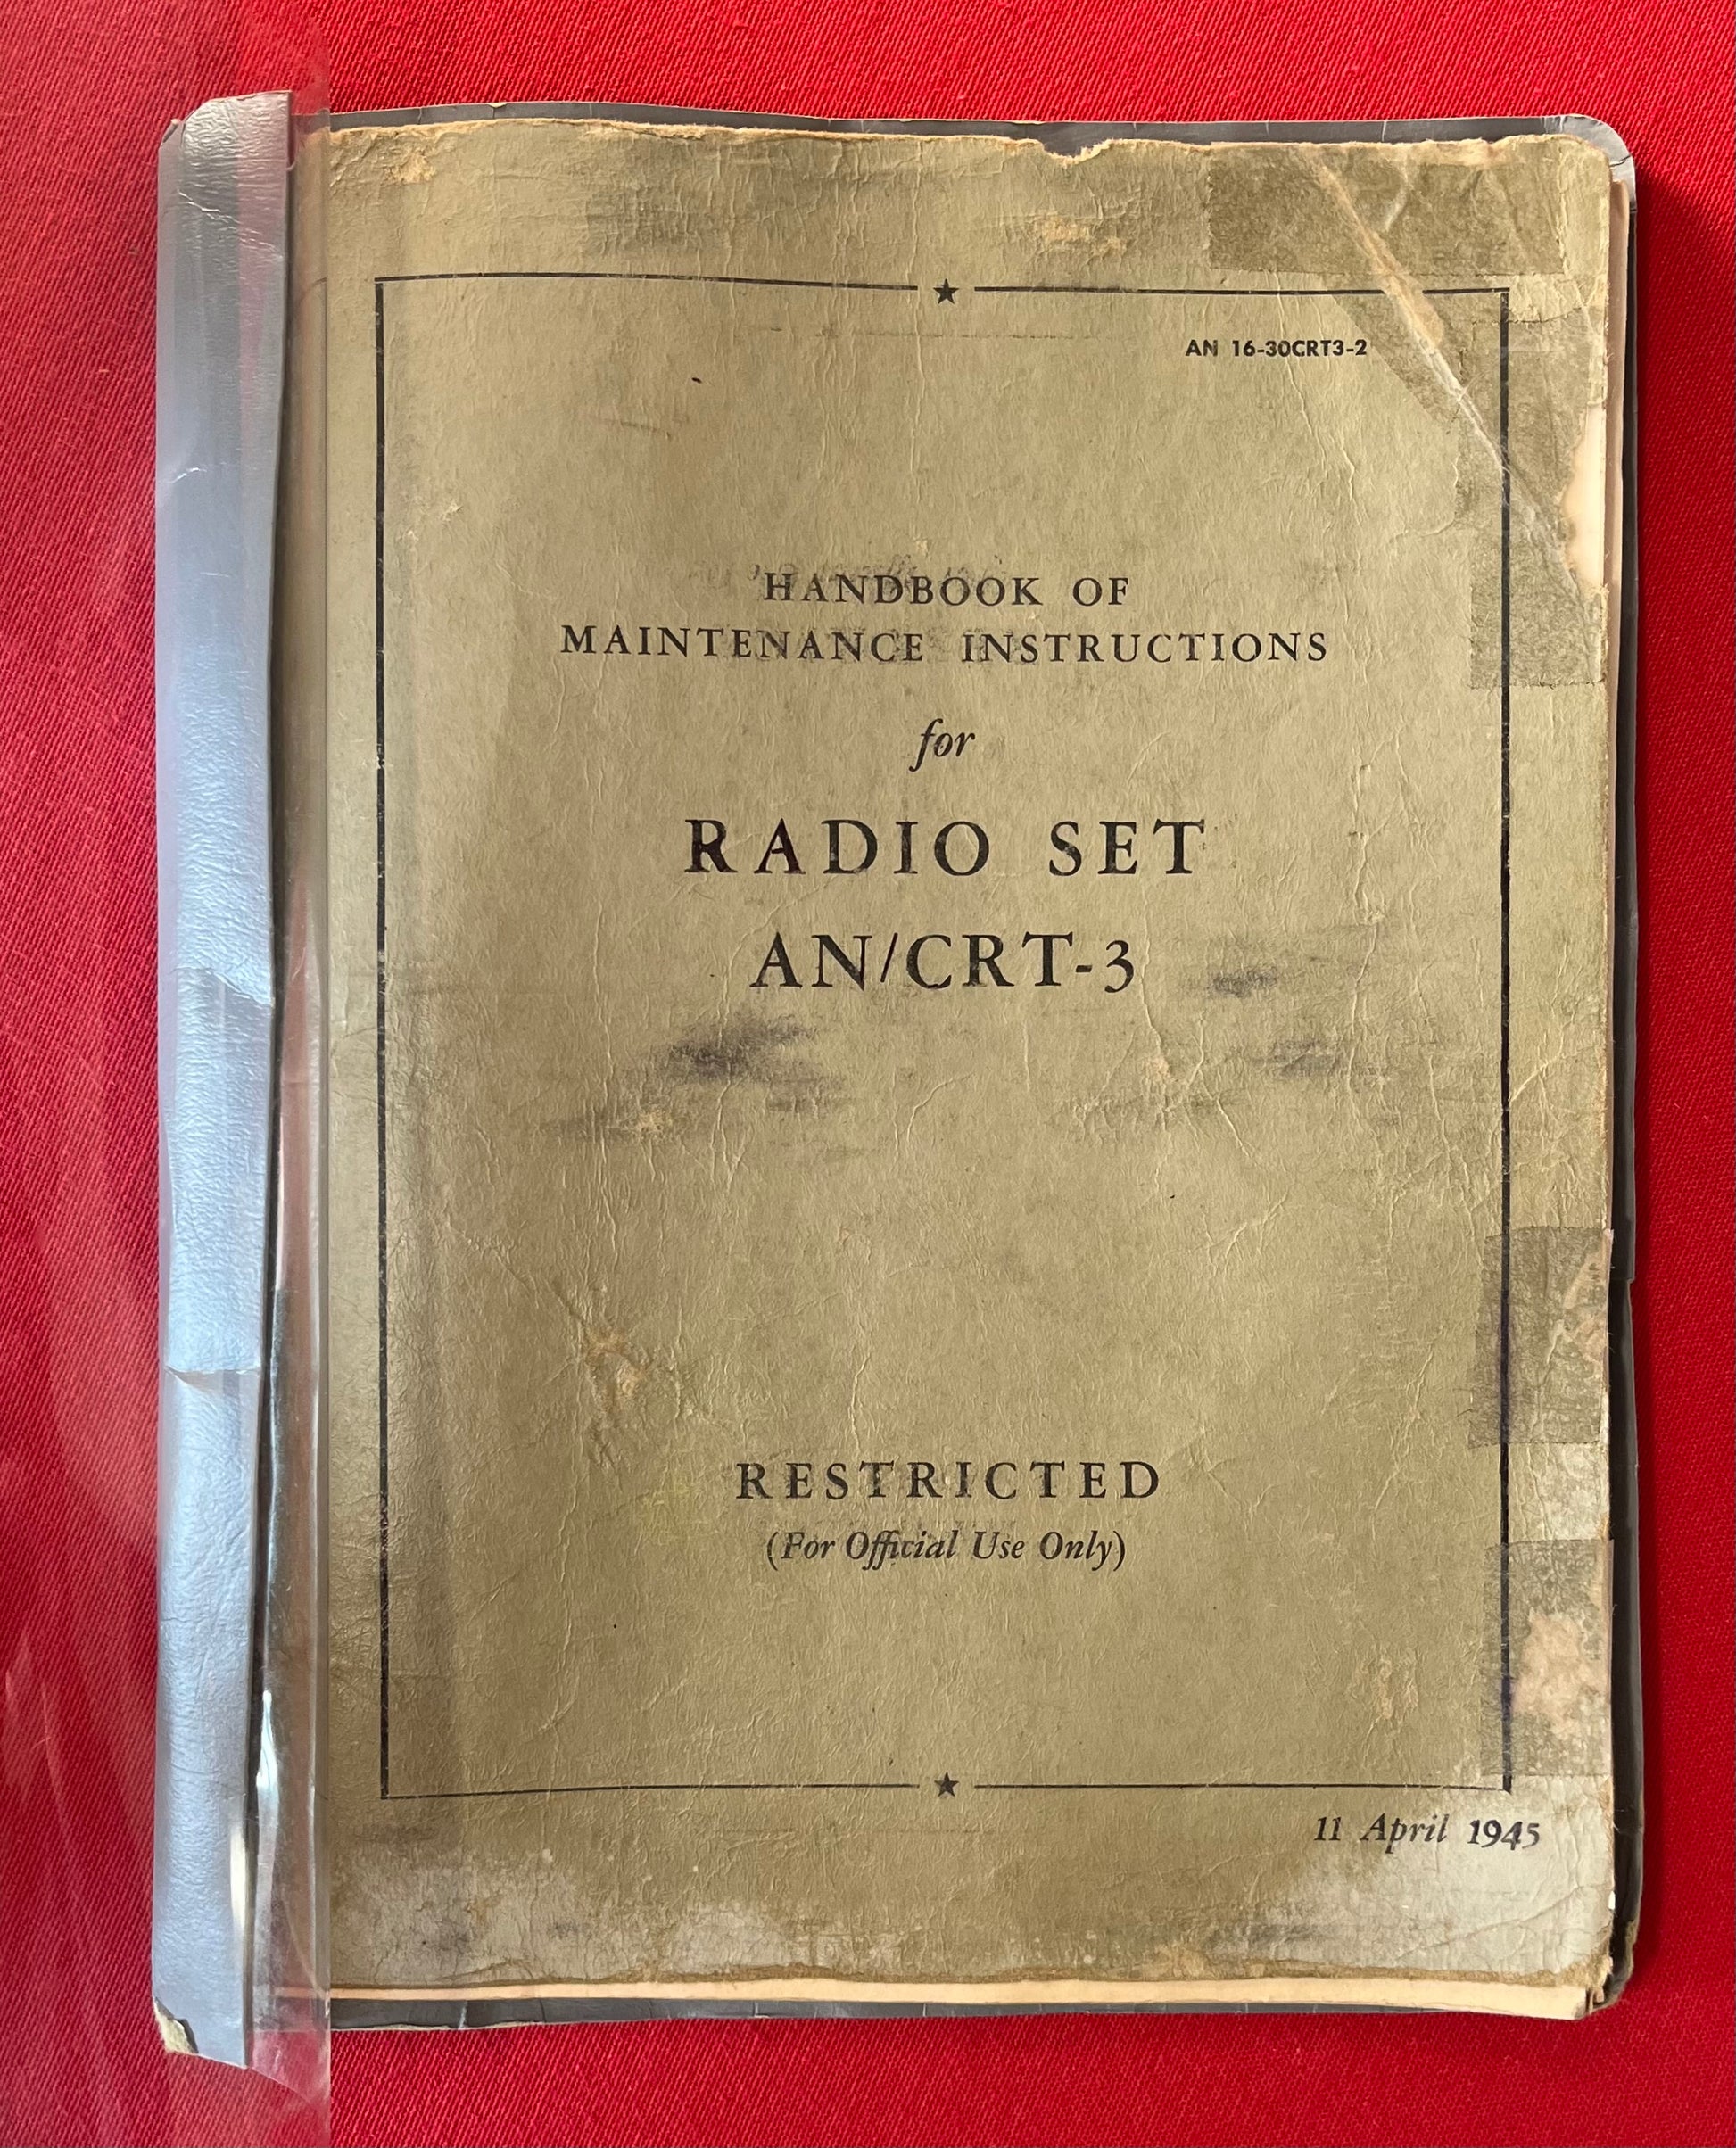 AN 16-30CRT3-2
HANDBOOK OF
MAINTENANCE INSTRUCTIONS
for
RADIO SET
AN/CRT-3
RESTRICTED
(For Official Use Only)
11 April 1945